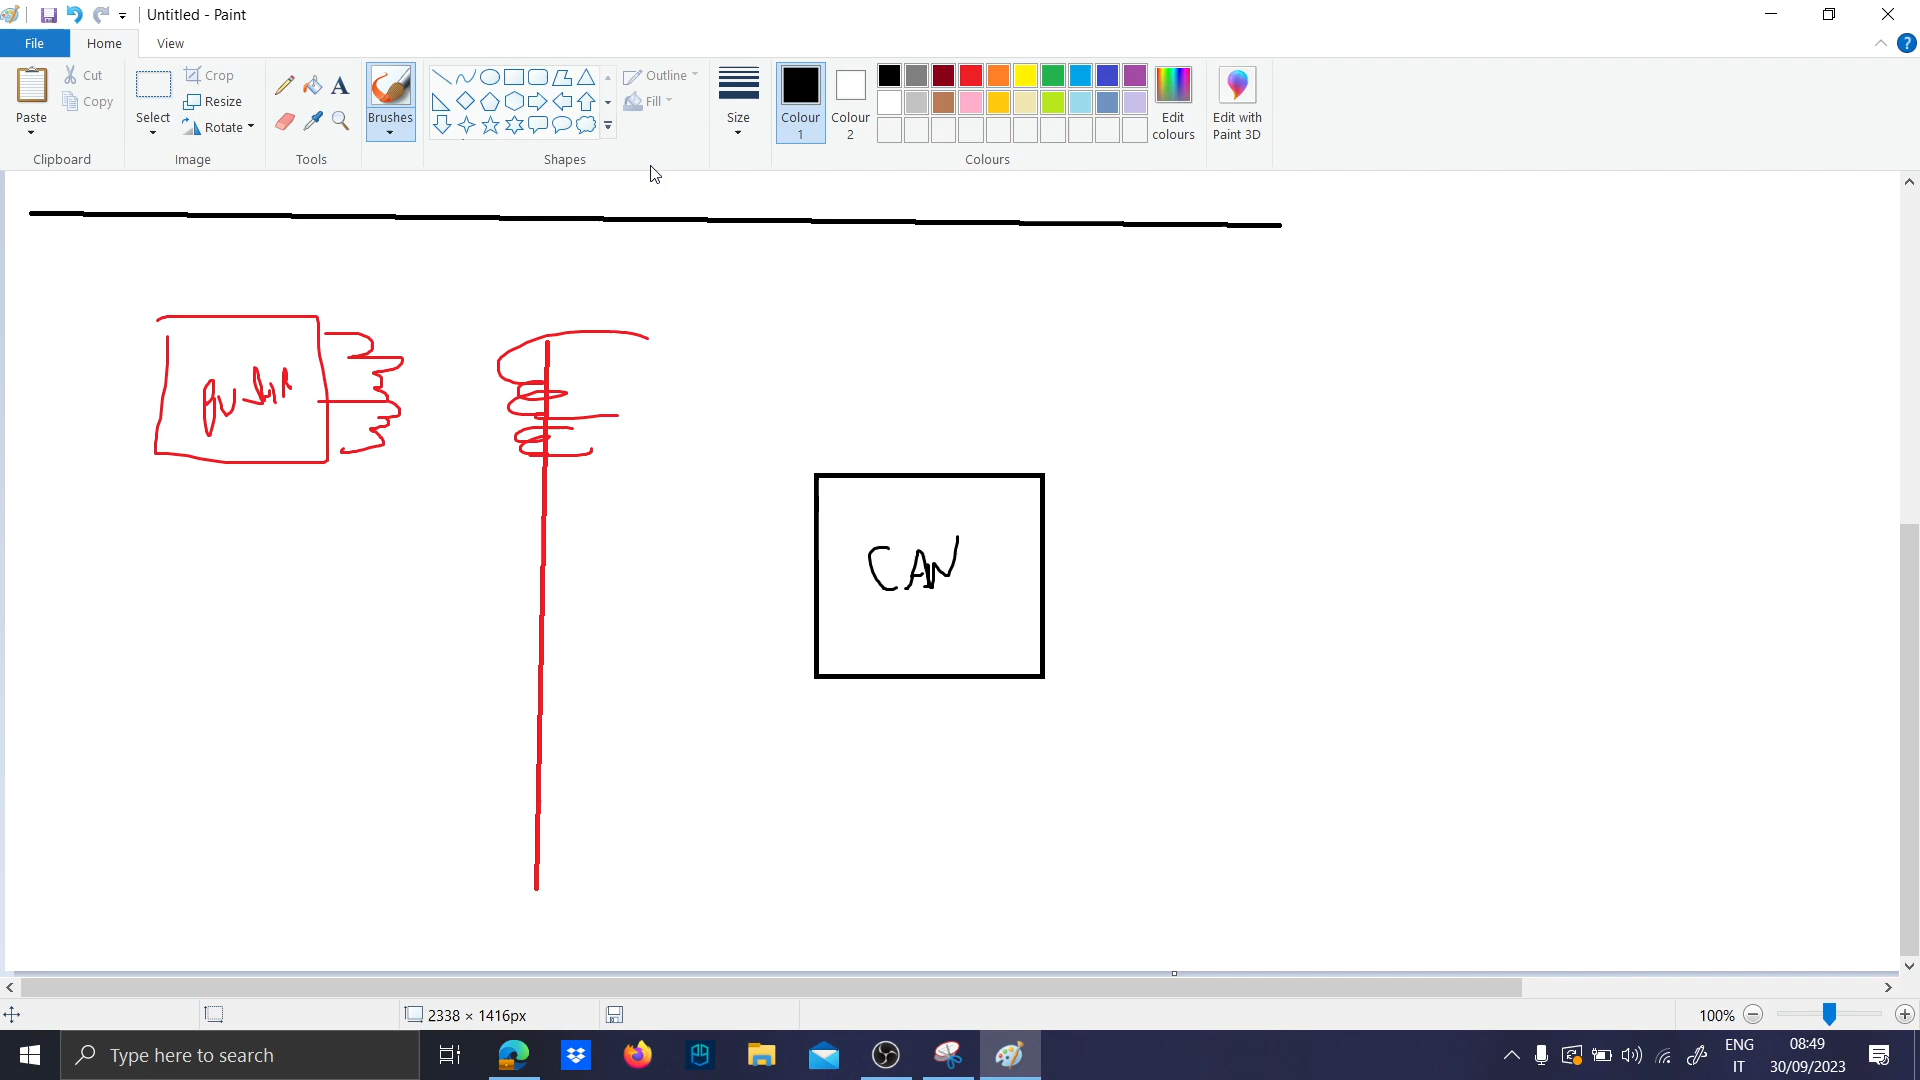 Untitled - Paint
File Home View
Paste
Cut
Copy
Clipboard
Select
Crop
Resize
Rotate
Image
A
Tools
Brushes
Outline
Fill
Shapes
Size
Colour 1
Colour 2
Edit colours
Colours
Edit with Paint 3D
CAN
2338 × 1416px
100%
Type here to search
ENG
IT
08:49
30/09/2023